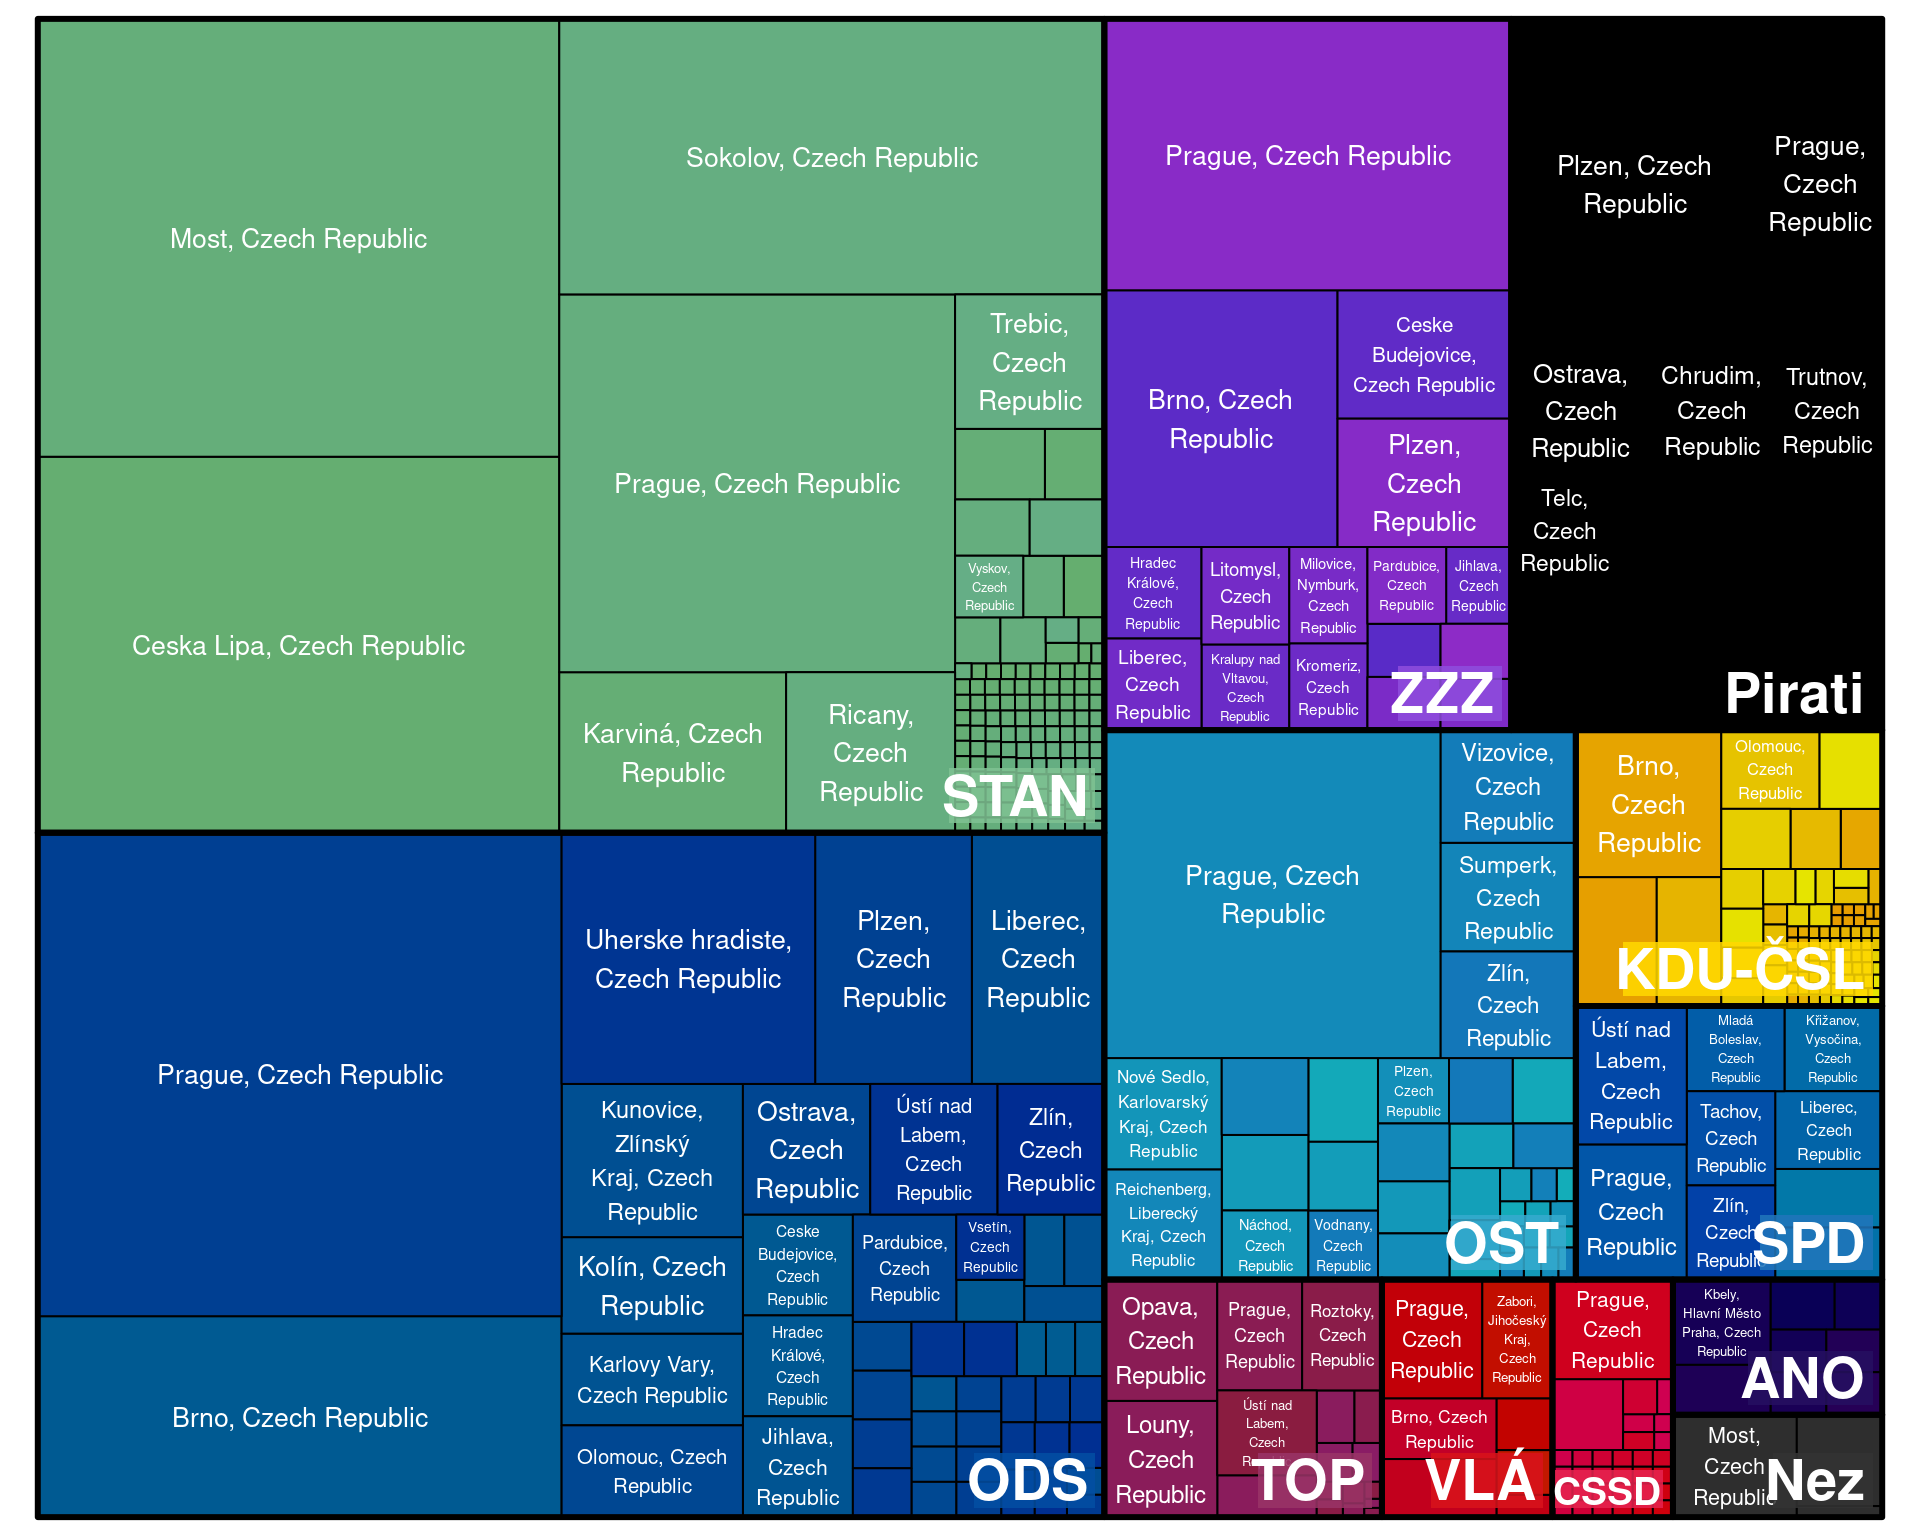 Most, Czech Republic
Ceska Lipa, Czech Republic
Sokolov, Czech Republic
Prague, Czech Republic
Trebic,
Czech
Republic
Vyskov,
Czech
Republic
Karviná, Czech
Republic
Ricany,
Czech
Republic
STAN
Prague, Czech Republic
Brno, Czech
Republic
Ceske
Budejovice,
Czech Republic
Plzen,
Czech
Republic
Hradec
Králové,
Czech
Republic
Litomysl,
Czech
Republic
Milovice,
Nymburk,
Czech
Republic
Pardubice,
Czech
Republic
Jihlava,
Czech
Republic
Liberec,
Czech
Republic
Kralupy nad
Vltavou,
Czech
Republic
Kromeriz,
Czech
Republic
ZZZ
Plzen, Czech
Republic
Prague,
Czech
Republic
Ostrava,
Czech
Republic
Chrudim,
Czech
Republic
Trutnov,
Czech
Republic
Telc,
Czech
Republic
Pirati
Prague, Czech Republic
Brno, Czech Republic
Uherske hradiste,
Czech Republic
Plzen,
Czech
Republic
Liberec,
Czech
Republic
Kunovice,
Zlínský
Kraj, Czech
Republic
Ostrava,
Czech
Republic
Ústí nad
Labem,
Czech
Republic
Zlín,
Czech
Republic
Kolín, Czech
Republic
Karlovy Vary,
Czech Republic
Olomouc, Czech
Republic
Ceske
Budejovice,
Czech
Republic
Hradec
Králové,
Czech
Republic
Jihlava,
Czech
Republic
Pardubice,
Czech
Republic
Vsetín,
Czech
Republic
ODS
Prague, Czech
Republic
Vizovice,
Czech
Republic
Sumperk,
Czech
Republic
Zlín,
Czech
Republic
Nové Sedlo,
Karlovarský
Kraj, Czech
Republic
Reichenberg,
Liberecký
Kraj, Czech
Republic
Náchod,
Czech
Republic
Vodnany,
Czech
Republic
Plzen,
Czech
Republic
OST
Brno,
Czech
Republic
Olomouc,
Czech
Republic
KDU-ČSL
Ústí nad
Labem,
Czech
Republic
Mladá
Boleslav,
Czech
Republic
Křižanov,
Vysočina,
Czech
Republic
Prague,
Czech
Republic
Tachov,
Czech
Republic
Liberec,
Czech
Republic
Zlín,
Czech
Republic
SPD
Opava,
Czech
Republic
Louny,
Czech
Republic
Prague,
Czech
Republic
Roztoky,
Czech
Republic
Ústí nad
Labem,
Czech
TOP
Prague,
Czech
Republic
Zabori,
Jihočeský
Kraj,
Czech
Republic
Brno, Czech
Republic
VLÁ
Prague,
Czech
Republic
CSSD
Kbely,
Hlavní Město
Praha, Czech
Republic
ANO
Most,
Czech
Republic
Nez